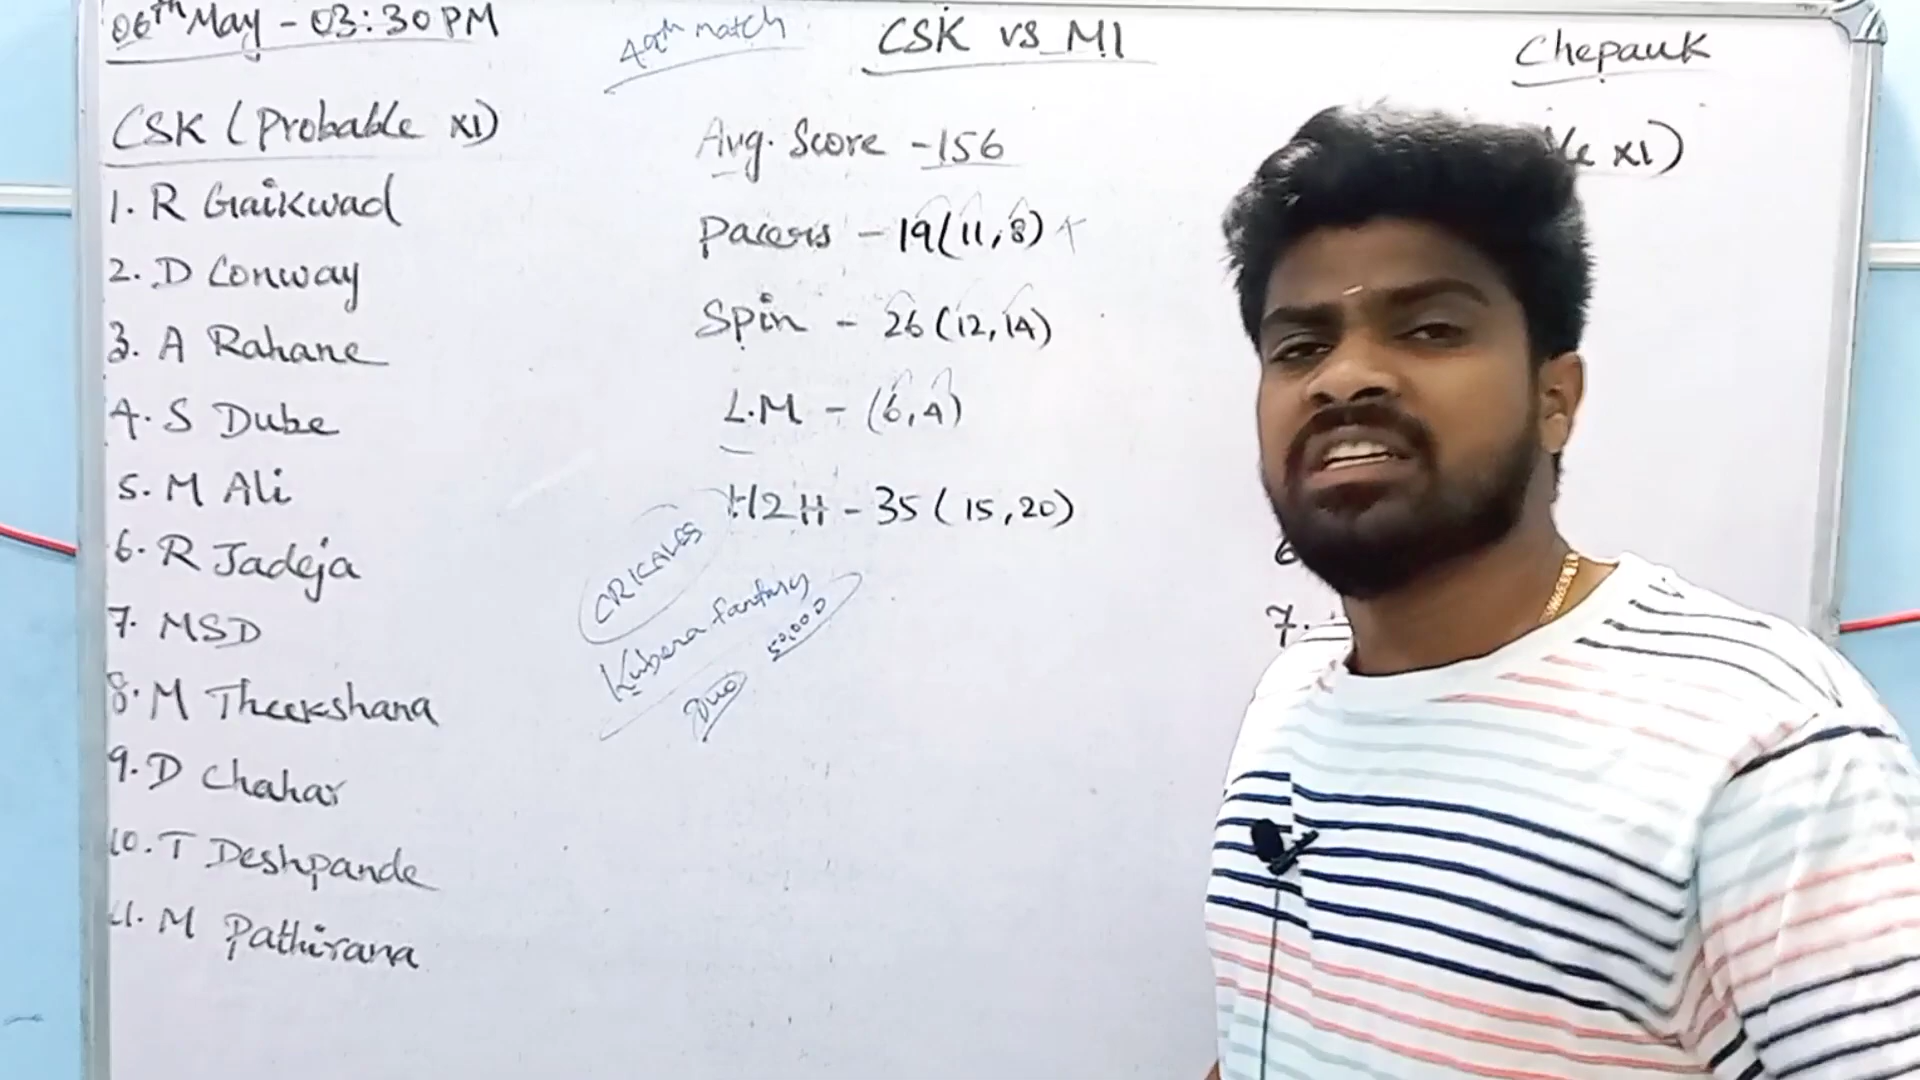 06th May - 03:30 PM
49th match
CSK vs MI
Chepauk
CSK (Probable XI)
1. R Gaikwad
2. D Conway
3. A Rahane
4. S Dube
5. M Ali
6. R Jadeja
7. MSD
8. M Theekshana
9. D Chahar
10. T Deshpande
11. M Pathirana
Avg. Score - 156
Pacers - 19 (11, 8)
Spin - 26 (12, 14)
L.M - (6, 4)
H2H - 35 (15, 20)
Kubera fantasy
50,000
XI)
6
7.